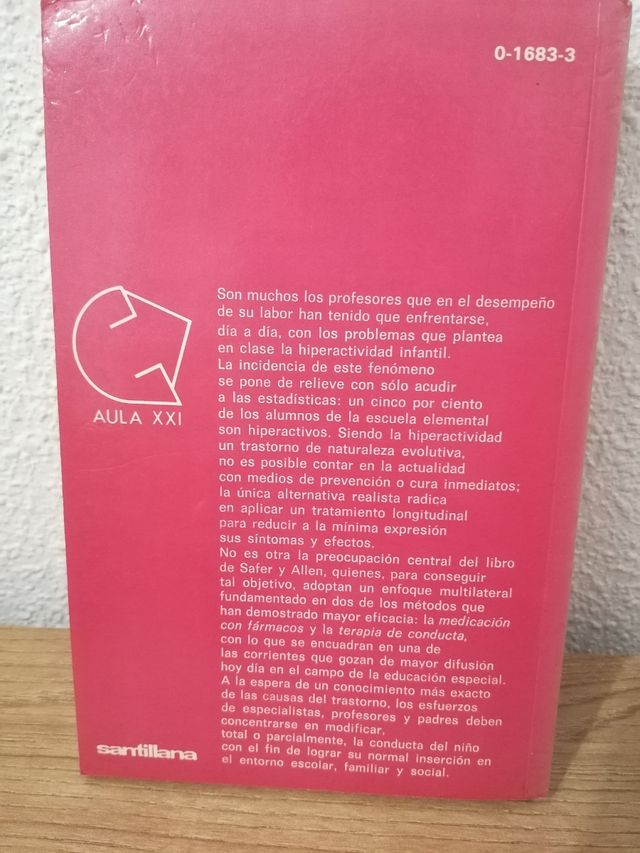 0-1683-3
Son muchos los profesores que en el desempeño
de su labor han tenido que enfrentarse,
día a día, con los problemas que plantea
en clase la hiperactividad infantil.
La incidencia de este fenómeno
se pone de relieve con sólo acudir
a las estadísticas: un cinco por ciento
de los alumnos de la escuela elemental
son hiperactivos. Siendo la hiperactividad
un trastorno de naturaleza evolutiva,
no es posible contar en la actualidad
con medios de prevención o cura inmediatos;
la única alternativa realista radica
en aplicar un tratamiento longitudinal
para reducir a la mínima expresión
sus síntomas y efectos.
No es otra la preocupación central del libro
de Safer y Allen, quienes, para conseguir
tal objetivo, adoptan un enfoque multilateral
fundamentado en dos de los métodos que
han demostrado mayor eficacia: la medicación
con fármacos y la terapia de conducta,
con lo que se encuadran en una de
las corrientes que gozan de mayor difusión
hoy día en el campo de la educación especial.
A la espera de un conocimiento más exacto
de las causas del trastorno, los esfuerzos
de especialistas, profesores y padres deben
concentrarse en modificar,
total o parcialmente, la conducta del niño
con el fin de lograr su normal inserción en
el entorno escolar, familiar y social.
AULA XXI
santillana